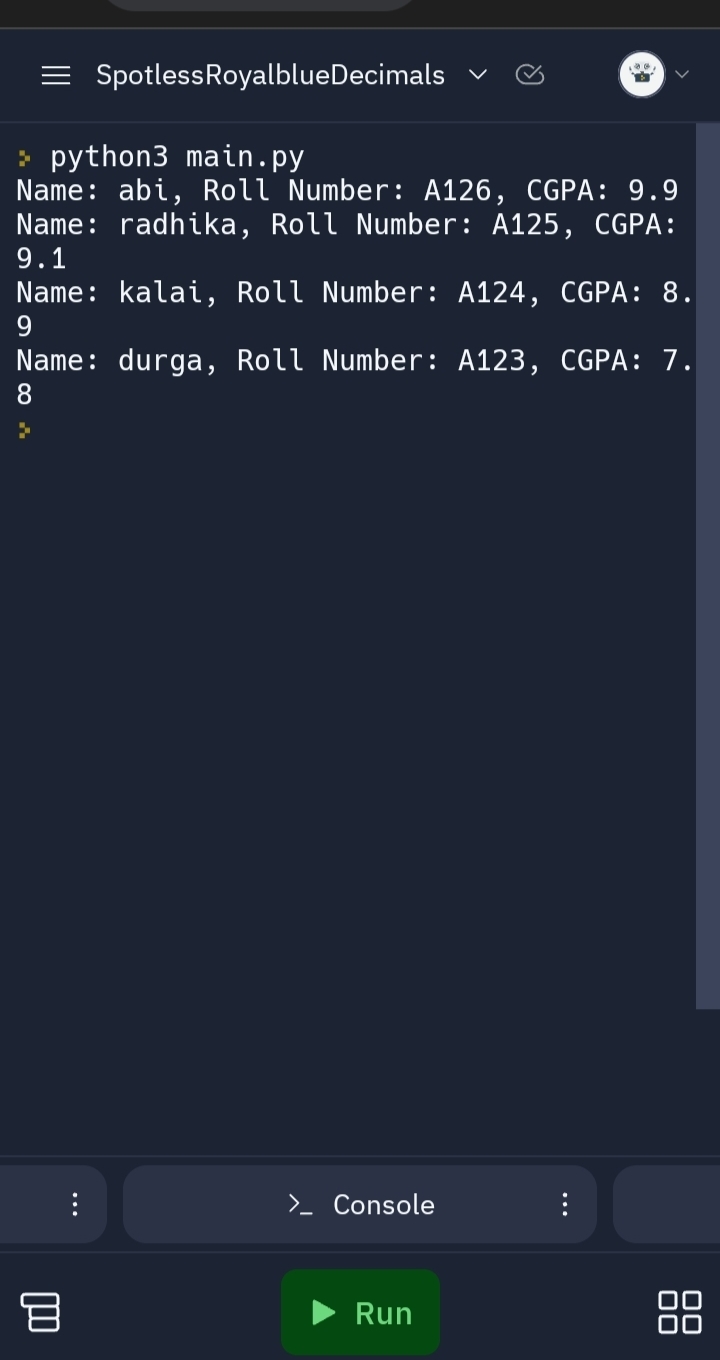 SpotlessRoyalblueDecimals
python3 main.py
Name: abi, Roll Number: A126, CGPA: 9.9
Name: radhika, Roll Number: A125, CGPA:
9.1
Name: kalai, Roll Number: A124, CGPA: 8.
9
Name: durga, Roll Number: A123, CGPA: 7.
8
Console
Run